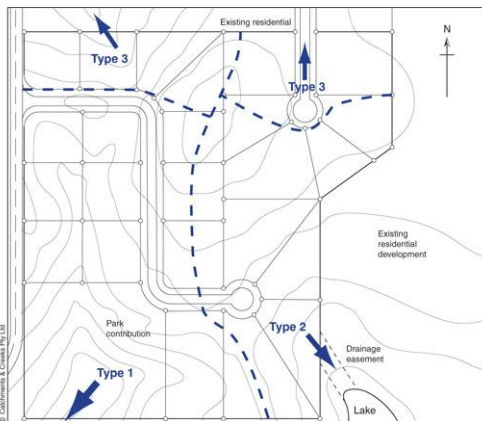 Existing residential
N
Type 3
Type 3
Existing
residential
development
Park
contribution
Type 2
Drainage
easement
Type 1
Lake
© Catchments & Creeks Pty Ltd